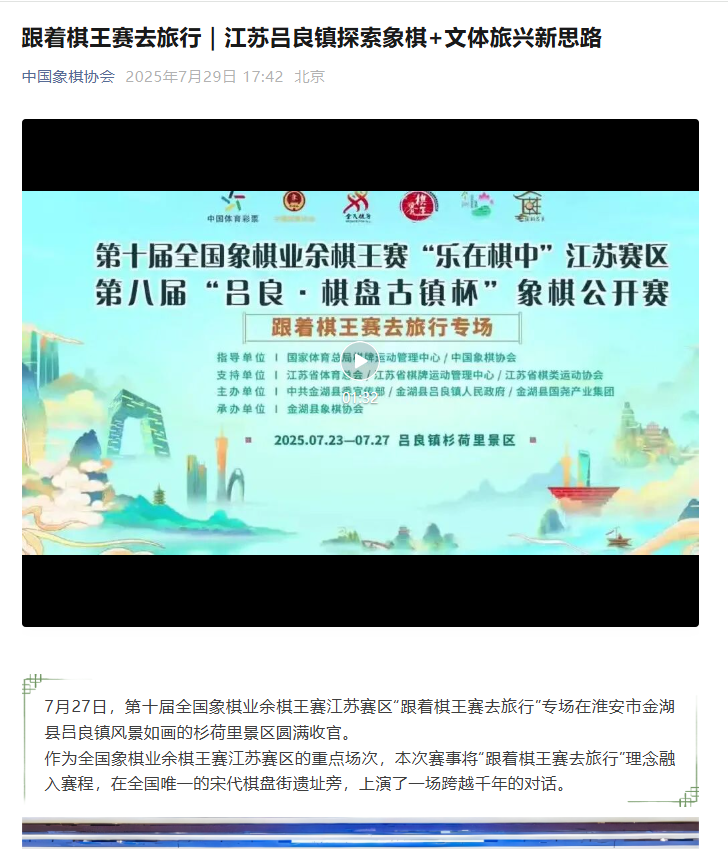 跟着棋王赛去旅行｜江苏吕良镇探索象棋+文体旅兴新思路
中国象棋协会 2025年7月29日 17:42 北京
中国体育彩票
第十届全国象棋业余棋王赛“乐在棋中”江苏赛区
第八届“吕良·棋盘古镇杯”象棋公开赛
跟着棋王赛去旅行专场
指导单位 | 国家体育总局棋牌运动管理中心 / 中国象棋协会
支持单位 | 江苏省体育总会 / 江苏省棋牌运动管理中心 / 江苏省棋类运动协会
主办单位 | 中共金湖县委宣传部 / 金湖县吕良镇人民政府 / 金湖县国尧产业集团
01:32
承办单位 | 金湖县象棋协会
2025.07.23—07.27 吕良镇杉荷里景区
7月27日，第十届全国象棋业余棋王赛江苏赛区“跟着棋王赛去旅行”专场在淮安市金湖
县吕良镇风景如画的杉荷里景区圆满收官。
作为全国象棋业余棋王赛江苏赛区的重点场次，本次赛事将“跟着棋王赛去旅行”理念融
入赛程，在全国唯一的宋代棋盘街遗址旁，上演了一场跨越千年的对话。